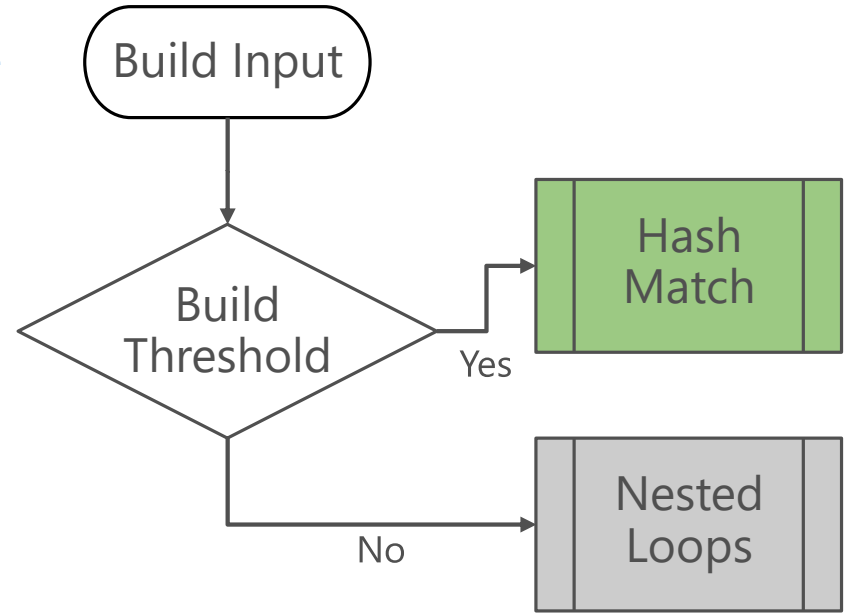 Build Input
Build
Threshold
Yes
No
Hash
Match
Nested
Loops